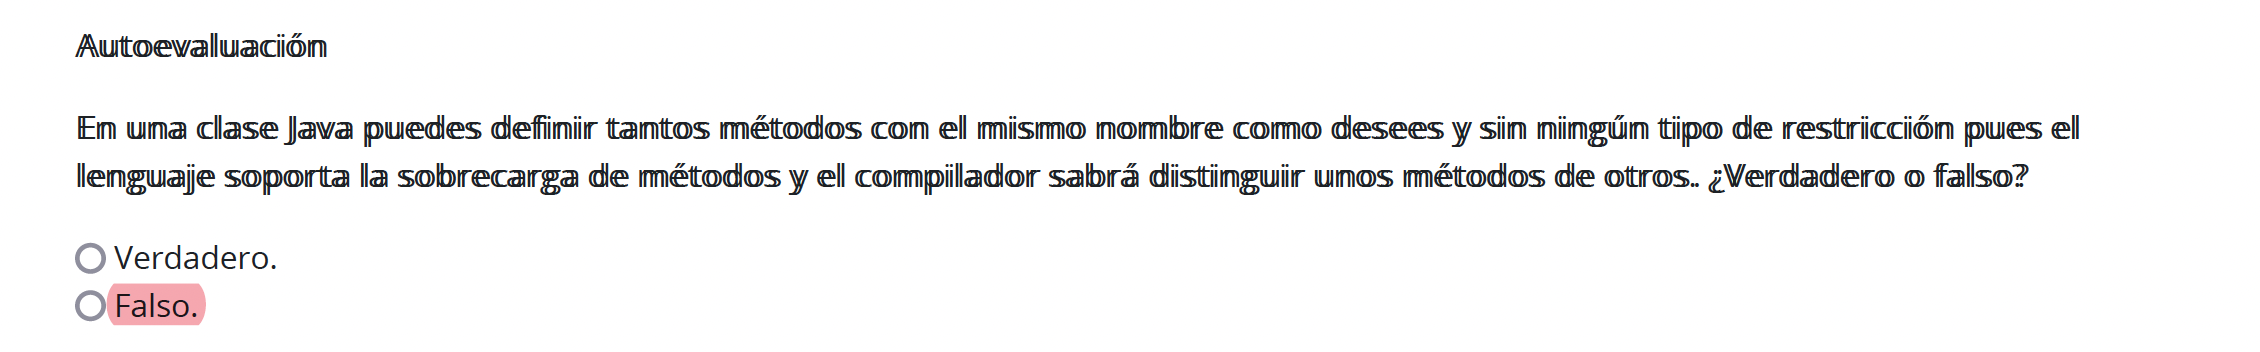 Autoevaluación
En una clase Java puedes definir tantos métodos con el mismo nombre como desees y sin ningún tipo de restricción pues el
lenguaje soporta la sobrecarga de métodos y el compilador sabrá distinguir unos métodos de otros. ¿Verdadero o falso?
Verdadero.
Falso.